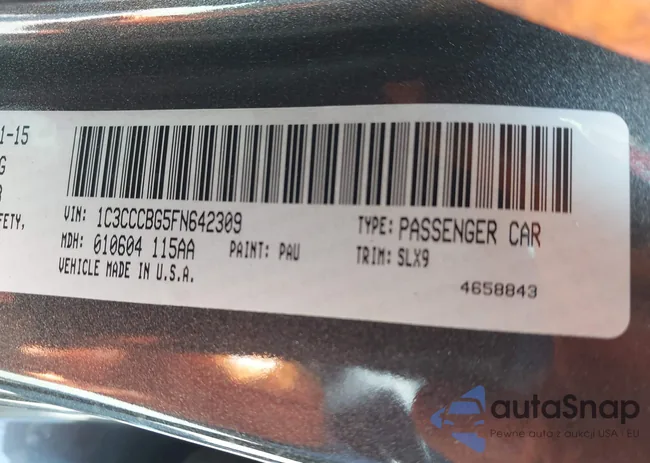 1-15
G
FETY,
VIN: 1C3CCCBG5FN642309
TYPE: PASSENGER CAR
MDH: 010604 115AA
PAINT: PAU
TRIM: SLX9
VEHICLE MADE IN U.S.A.
4658843
autaSnap
Pewne auta z aukcji USA i EU